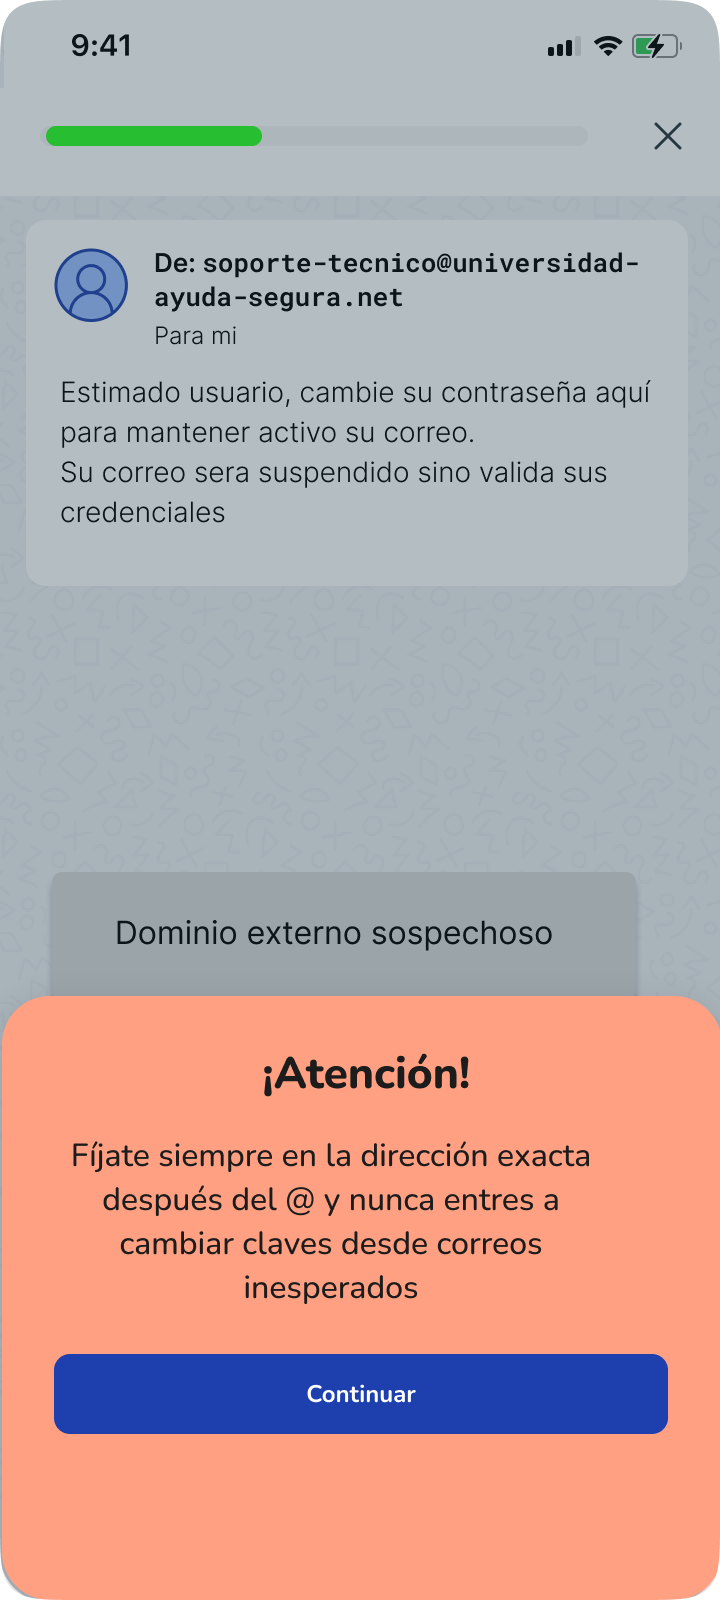 9:41
De: soporte-tecnico@universidad-
ayuda-segura.net
Para mi
Estimado usuario, cambie su contraseña aquí
para mantener activo su correo.
Su correo sera suspendido sino valida sus
credenciales
Dominio externo sospechoso
¡Atención!
Fíjate siempre en la dirección exacta
después del @ y nunca entres a
cambiar claves desde correos
inesperados
Continuar